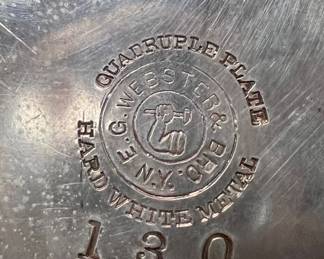 QUADRUPLE PLATE
E.G. WEBSTER & BRO. N.Y.
HARD WHITE METAL
130